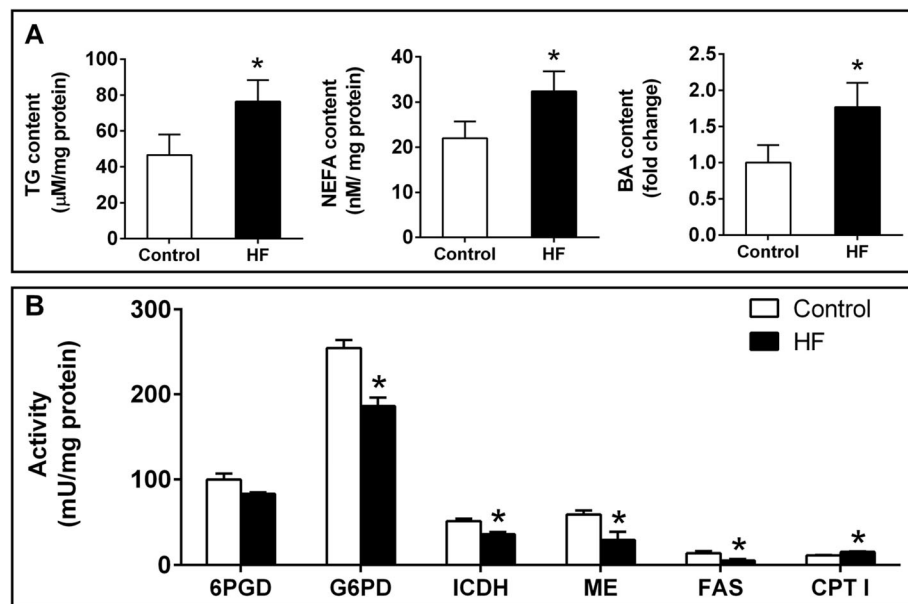 A
TG content
(μM/mg protein)
100
80
60
40
20
0
*
Control HF
NEFA content
(nM/ mg protein)
40
30
20
10
0
*
Control HF
BA content
(fold change)
2.5
2.0
1.5
1.0
0.5
0.0
*
Control HF
B
Activity
(mU/mg protein)
300
200
100
0
Control
HF
* * * * *
6PGD G6PD ICDH ME FAS CPT I